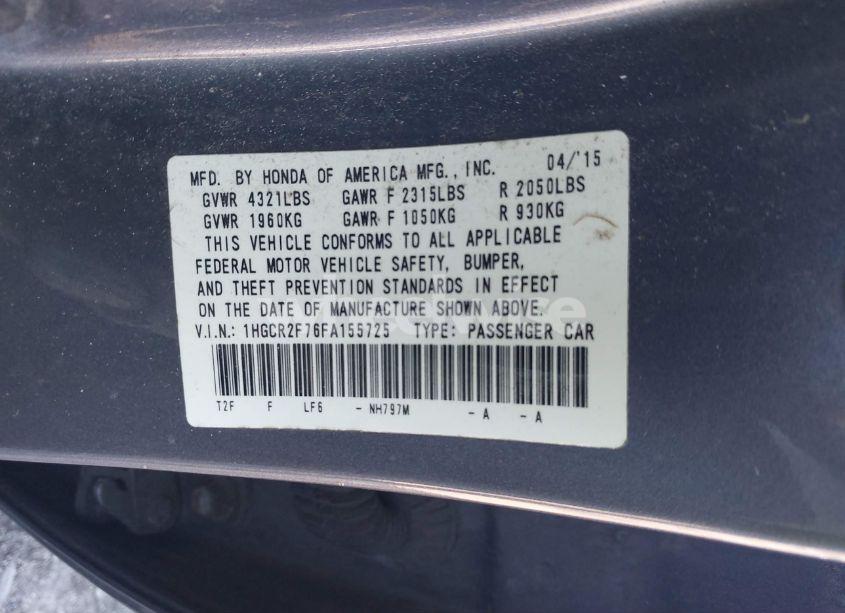 MFD. BY HONDA OF AMERICA MFG., INC. 04/'15
GVWR 4321LBS GAWR F 2315LBS R 2050LBS
GVWR 1960KG GAWR F 1050KG R 930KG
THIS VEHICLE CONFORMS TO ALL APPLICABLE
FEDERAL MOTOR VEHICLE SAFETY, BUMPER,
AND THEFT PREVENTION STANDARDS IN EFFECT
ON THE DATE OF MANUFACTURE SHOWN ABOVE.
V.I.N.: 1HGCR2F76FA155725 TYPE: PASSENGER CAR
T2F F LF6 - NH797M - A - A